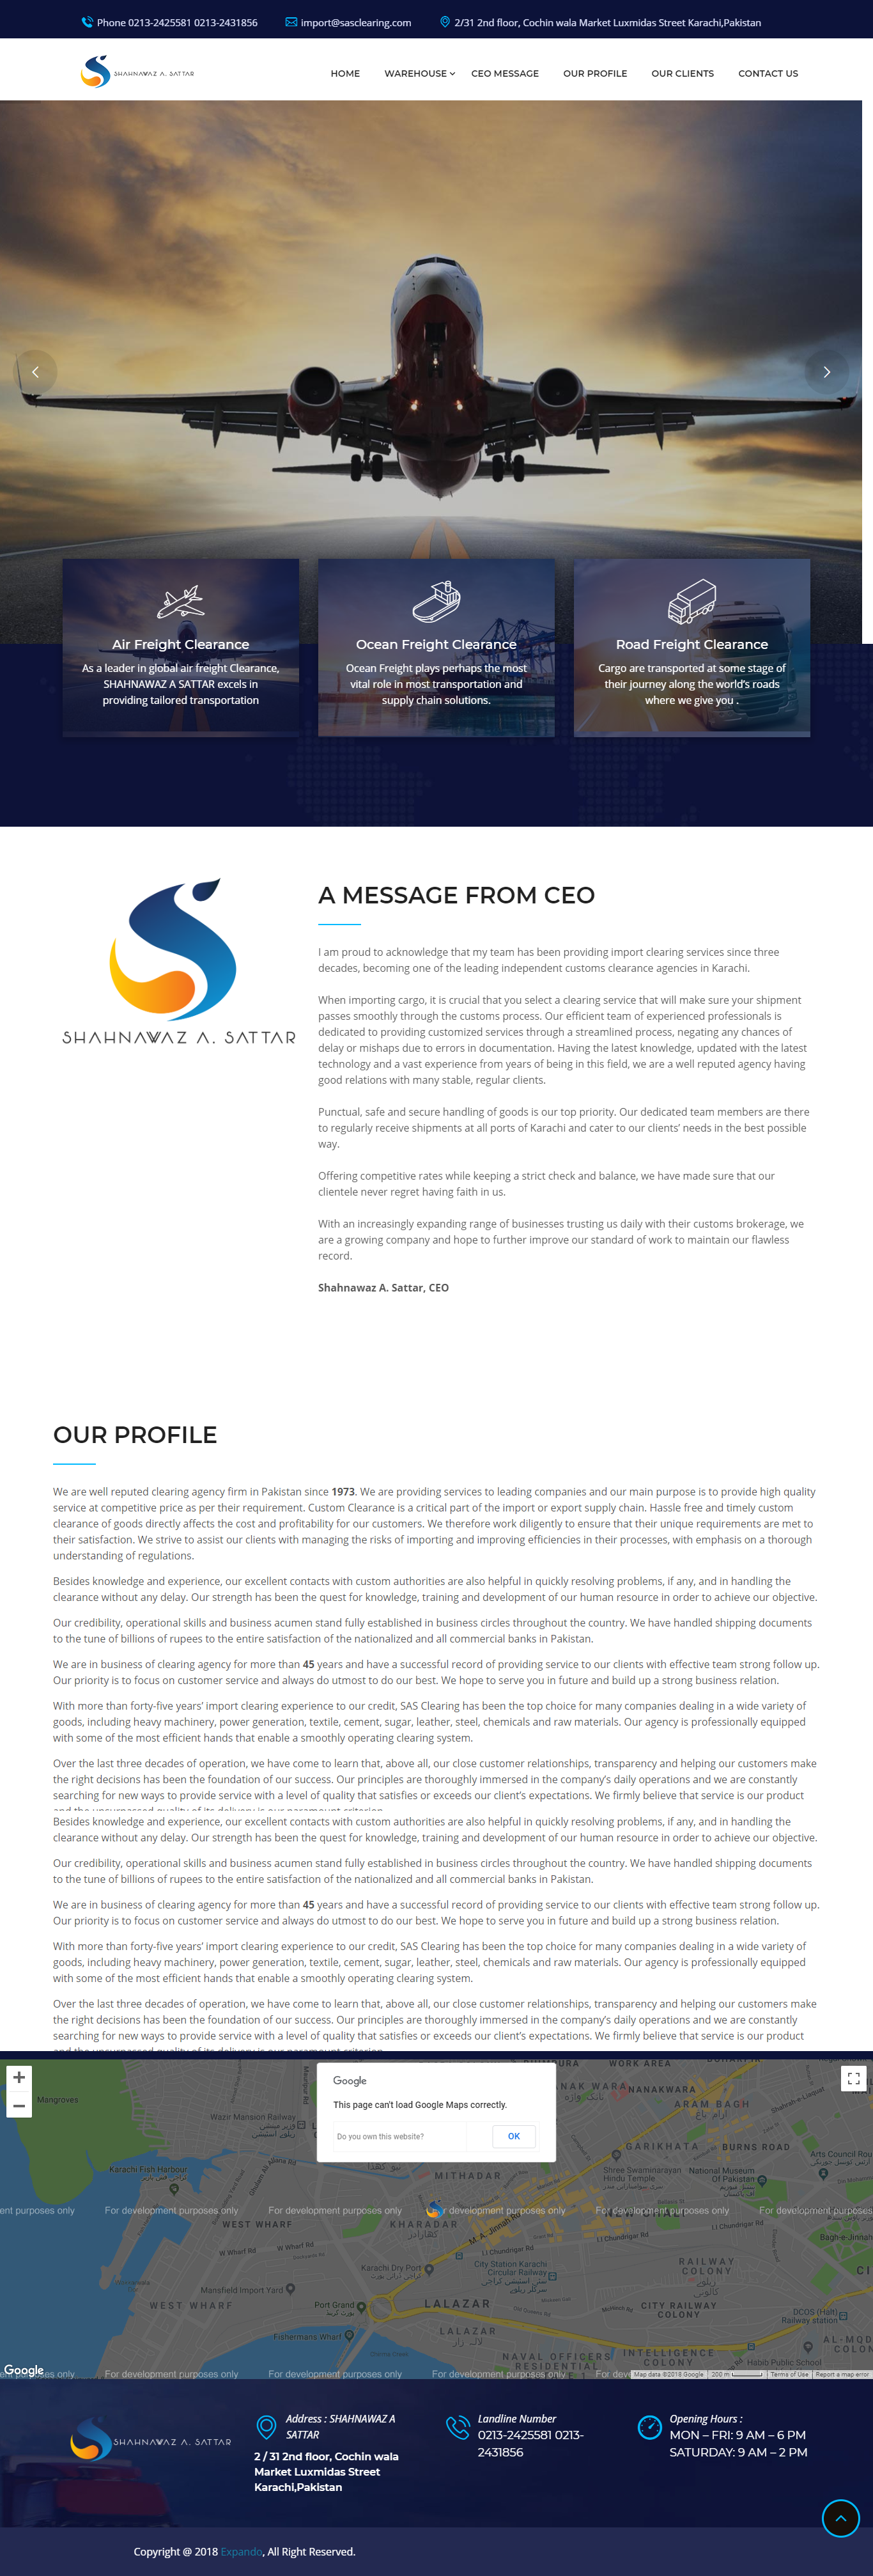 Phone 0213-2425581 0213-2431856
import@sasclearing.com
2/31 2nd floor, Cochin wala Market Luxmidas Street Karachi,Pakistan
SHAHNAWAZ A. SATTAR
HOME
WAREHOUSE
CEO MESSAGE
OUR PROFILE
OUR CLIENTS
CONTACT US
Air Freight Clearance
As a leader in global air freight Clearance,
SHAHNAWAZ A SATTAR excels in
providing tailored transportation
Ocean Freight Clearance
Ocean Freight plays perhaps the most
vital role in most transportation and
supply chain solutions.
Road Freight Clearance
Cargo are transported at some stage of
their journey along the world's roads
where we give you .
SHAHNAWAZ A. SATTAR
A MESSAGE FROM CEO
I am proud to acknowledge that my team has been providing import clearing services since three
decades, becoming one of the leading independent customs clearance agencies in Karachi.
When importing cargo, it is crucial that you select a clearing service that will make sure your shipment
passes smoothly through the customs process. Our efficient team of experienced professionals is
dedicated to providing customized services through a streamlined process, negating any chances of
delay or mishaps due to errors in documentation. Having the latest knowledge, updated with the latest
technology and a vast experience from years of being in this field, we are a well reputed agency having
good relations with many stable, regular clients.
Punctual, safe and secure handling of goods is our top priority. Our dedicated team members are there
to regularly receive shipments at all ports of Karachi and cater to our clients' needs in the best possible
way.
Offering competitive rates while keeping a strict check and balance, we have made sure that our
clientele never regret having faith in us.
With an increasingly expanding range of businesses trusting us daily with their customs brokerage, we
are a growing company and hope to further improve our standard of work to maintain our flawless
record.
Shahnawaz A. Sattar, CEO
OUR PROFILE
We are well reputed clearing agency firm in Pakistan since 1973. We are providing services to leading companies and our main purpose is to provide high quality
service at competitive price as per their requirement. Custom Clearance is a critical part of the import or export supply chain. Hassle free and timely custom
clearance of goods directly affects the cost and profitability for our customers. We therefore work diligently to ensure that their unique requirements are met to
their satisfaction. We strive to assist our clients with managing the risks of importing and improving efficiencies in their processes, with emphasis on a thorough
understanding of regulations.
Besides knowledge and experience, our excellent contacts with custom authorities are also helpful in quickly resolving problems, if any, and in handling the
clearance without any delay. Our strength has been the quest for knowledge, training and development of our human resource in order to achieve our objective.
Our credibility, operational skills and business acumen stand fully established in business circles throughout the country. We have handled shipping documents
to the tune of billions of rupees to the entire satisfaction of the nationalized and all commercial banks in Pakistan.
We are in business of clearing agency for more than 45 years and have a successful record of providing service to our clients with effective team strong follow up.
Our priority is to focus on customer service and always do utmost to do our best. We hope to serve you in future and build up a strong business relation.
With more than forty-five years' import clearing experience to our credit, SAS Clearing has been the top choice for many companies dealing in a wide variety of
goods, including heavy machinery, power generation, textile, cement, sugar, leather, steel, chemicals and raw materials. Our agency is professionally equipped
with some of the most efficient hands that enable a smoothly operating clearing system.
Over the last three decades of operation, we have come to learn that, above all, our close customer relationships, transparency and helping our customers make
the right decisions has been the foundation of our success. Our principles are thoroughly immersed in the company's daily operations and we are constantly
searching for new ways to provide service with a level of quality that satisfies or exceeds our client's expectations. We firmly believe that service is our product
and the unsurpassed quality of its delivery is our paramount criterion.
Besides knowledge and experience, our excellent contacts with custom authorities are also helpful in quickly resolving problems, if any, and in handling the
clearance without any delay. Our strength has been the quest for knowledge, training and development of our human resource in order to achieve our objective.
Our credibility, operational skills and business acumen stand fully established in business circles throughout the country. We have handled shipping documents
to the tune of billions of rupees to the entire satisfaction of the nationalized and all commercial banks in Pakistan.
We are in business of clearing agency for more than 45 years and have a successful record of providing service to our clients with effective team strong follow up.
Our priority is to focus on customer service and always do utmost to do our best. We hope to serve you in future and build up a strong business relation.
With more than forty-five years' import clearing experience to our credit, SAS Clearing has been the top choice for many companies dealing in a wide variety of
goods, including heavy machinery, power generation, textile, cement, sugar, leather, steel, chemicals and raw materials. Our agency is professionally equipped
with some of the most efficient hands that enable a smoothly operating clearing system.
Over the last three decades of operation, we have come to learn that, above all, our close customer relationships, transparency and helping our customers make
the right decisions has been the foundation of our success. Our principles are thoroughly immersed in the company's daily operations and we are constantly
searching for new ways to provide service with a level of quality that satisfies or exceeds our client's expectations. We firmly believe that service is our product
and the unsurpassed quality of its delivery is our paramount criterion.
Google
This page can't load Google Maps correctly.
Do you own this website?
OK
WORK AREA
Mangroves
NANAKWARA
ARAM BAGH
Wazir Mansion Railway
GARIKHATA
BURNS ROAD
Karachi Fish Harbour
MITHADAR
Shree Swaminarayan
Hindu Temple
National Museum
Of Pakistan
Arts Council
For development purposes only
WEST WHARF
KHARADAR
M. A. Jinnah Rd
I.I Chundrigar Rd
W Wharf Rd
Karachi Dry Port
City Station Karachi
Circular Railway
RAILWAY
COLONY
Mansfield Import Yard
WEST WHARF
Port Grand
LALAZAR
CITY RAILWAY
COLONY
DCOS (Halt)
Railway station
Fishermans Wharf
LALAZAR
NAVAL OFFICERS
RESIDENTIAL
INTELLIGENCE
COLONY
Habib Public School
Google
For development purposes only
Map data ©2018 Google
200 m
Terms of Use
Report a map error
SHAHNAWAZ A. SATTAR
Address : SHAHNAWAZ A
SATTAR
2 / 31 2nd floor, Cochin wala
Market Luxmidas Street
Karachi,Pakistan
Landline Number
0213-2425581 0213-
2431856
Opening Hours :
MON – FRI: 9 AM – 6 PM
SATURDAY: 9 AM – 2 PM
Copyright @ 2018 Expando, All Right Reserved.